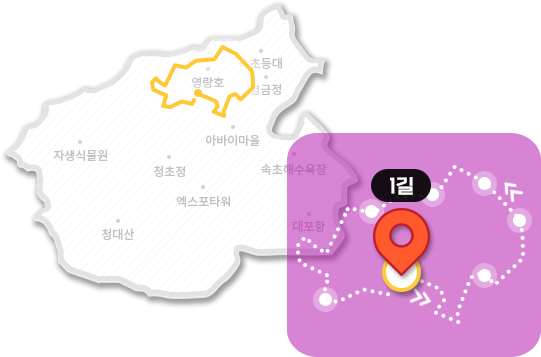 초등대
영랑호
영금정
아바이마을
자생식물원
청초정
속초해수욕장
1길
엑스포타워
대포항
청대산